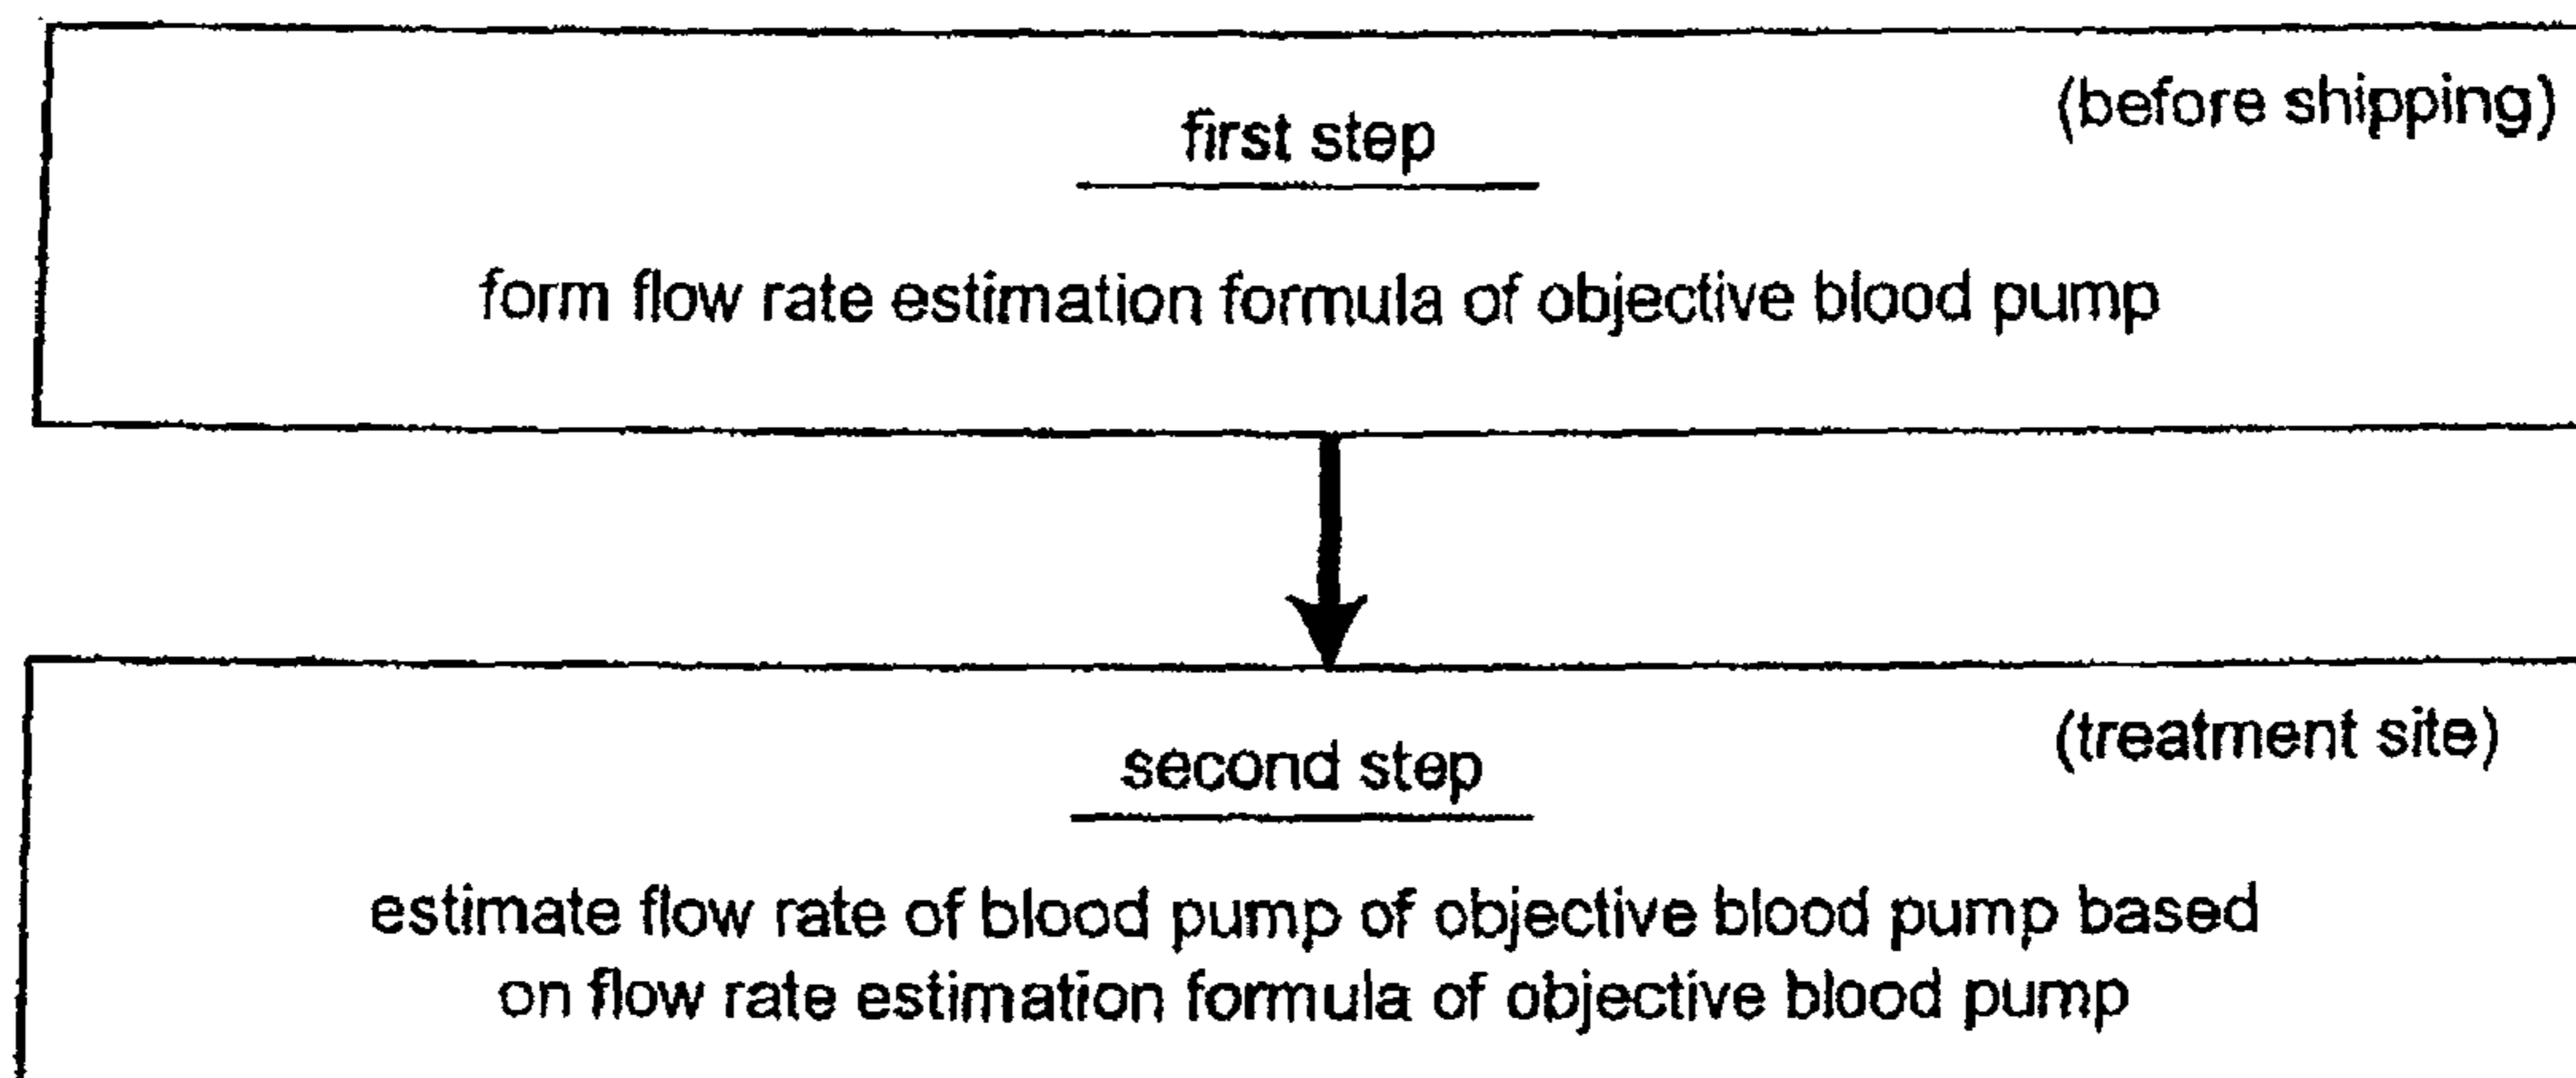 (before shipping)
first step
form flow rate estimation formula of objective blood pump
(treatment site)
second step
estimate flow rate of blood pump of objective blood pump based
on flow rate estimation formula of objective blood pump